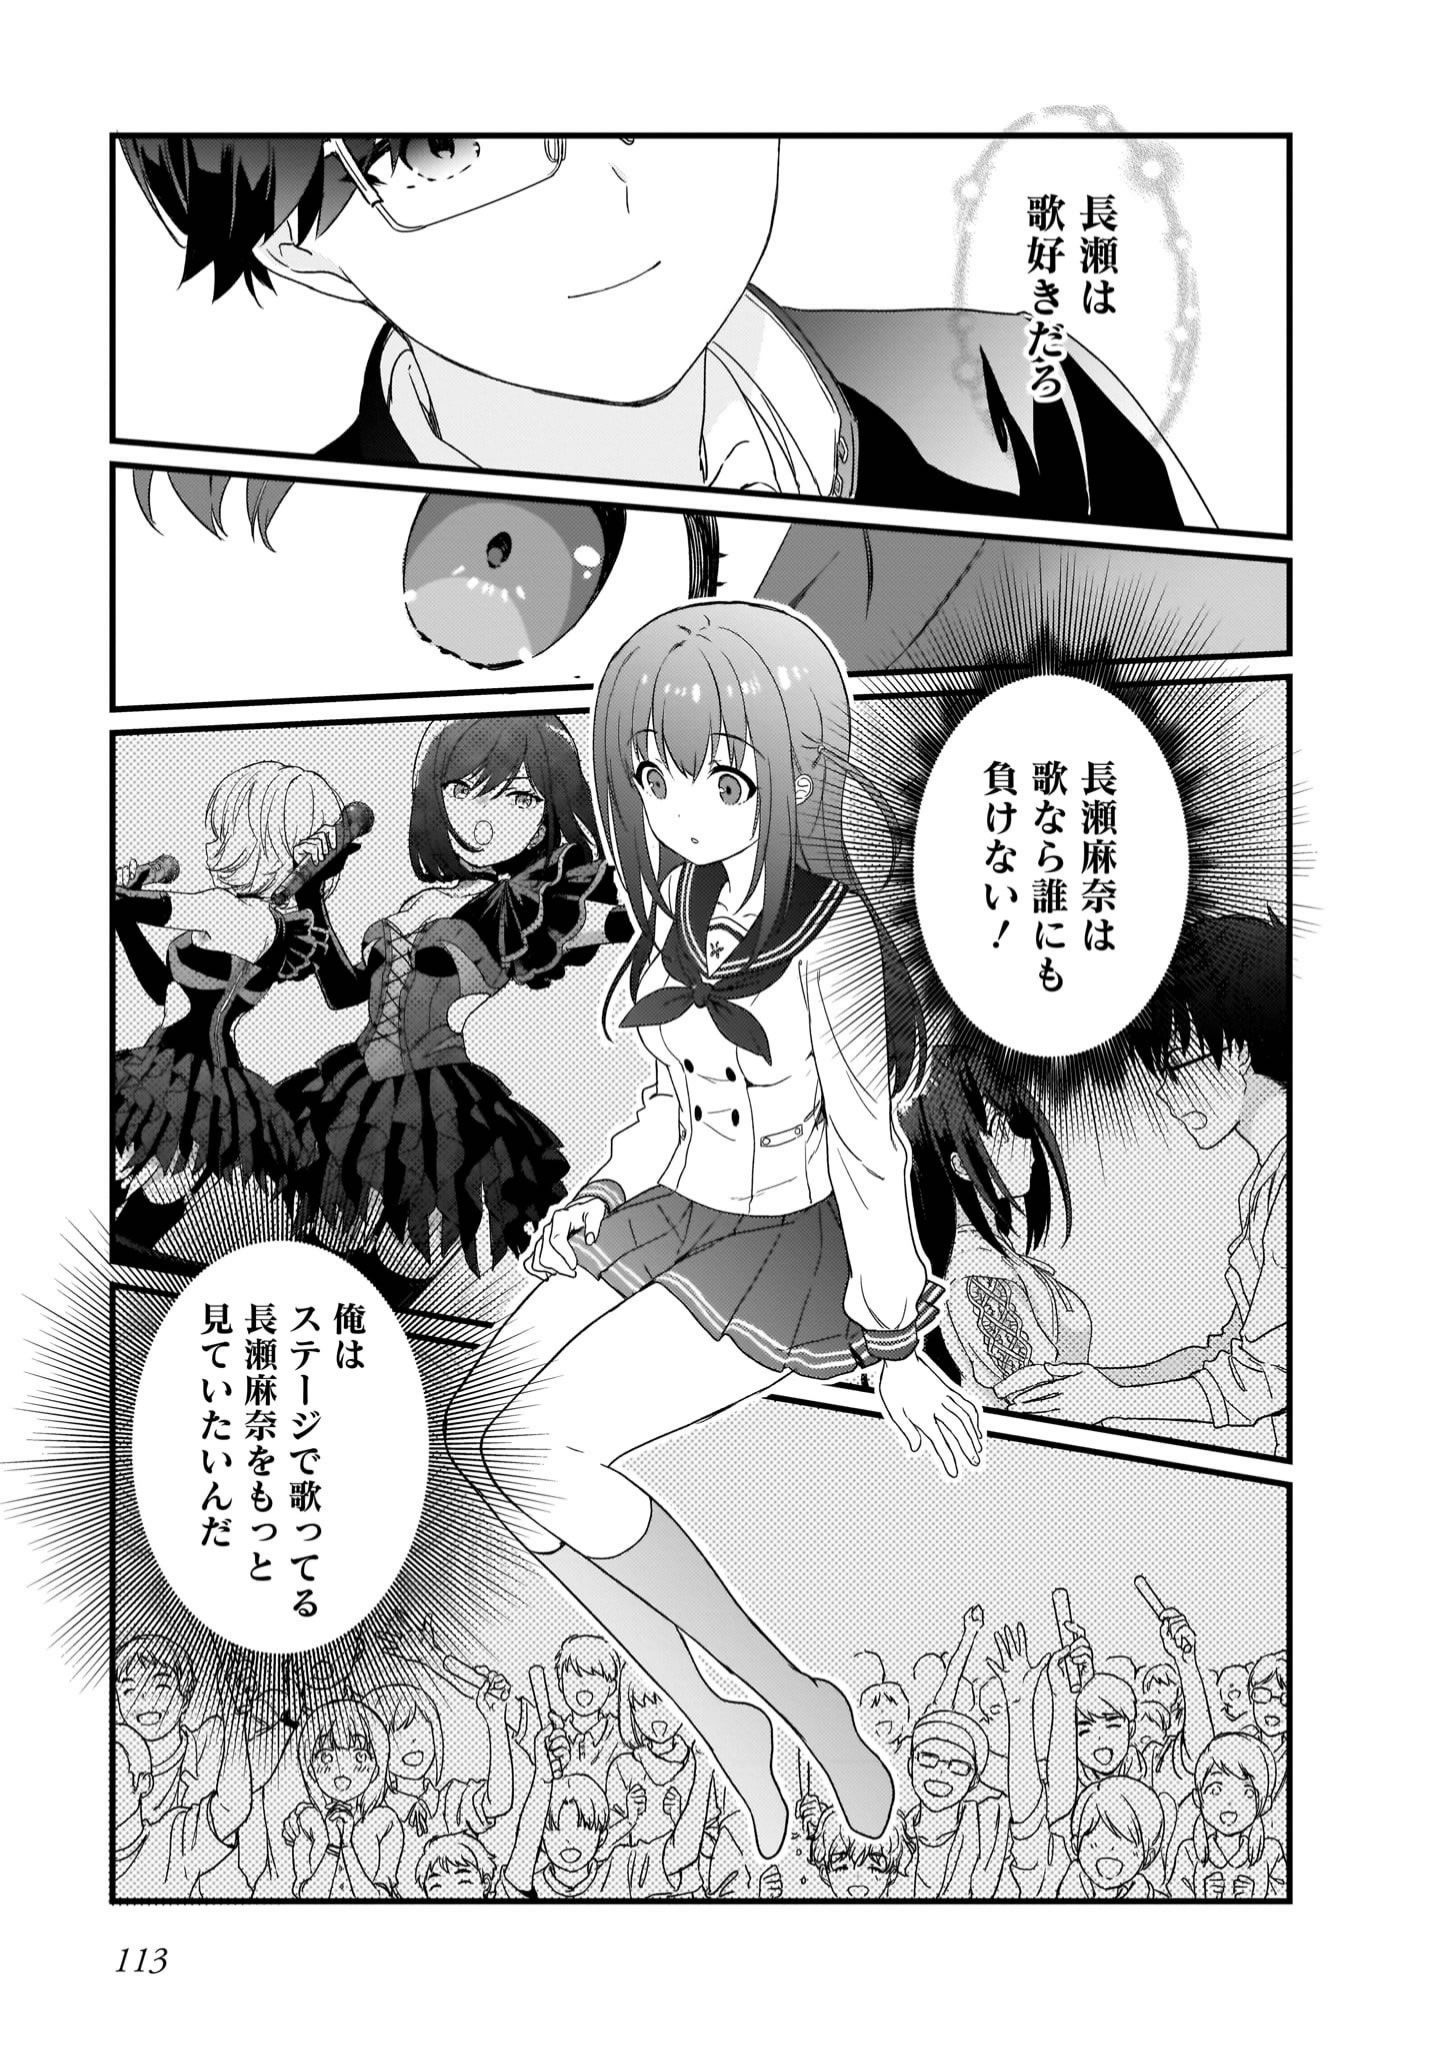 長瀬は
歌好きだろ
長瀬麻奈は
歌なら誰にも
負けない！
俺は
ステージで歌ってる
長瀬麻奈をもっと
見ていたいんだ
113